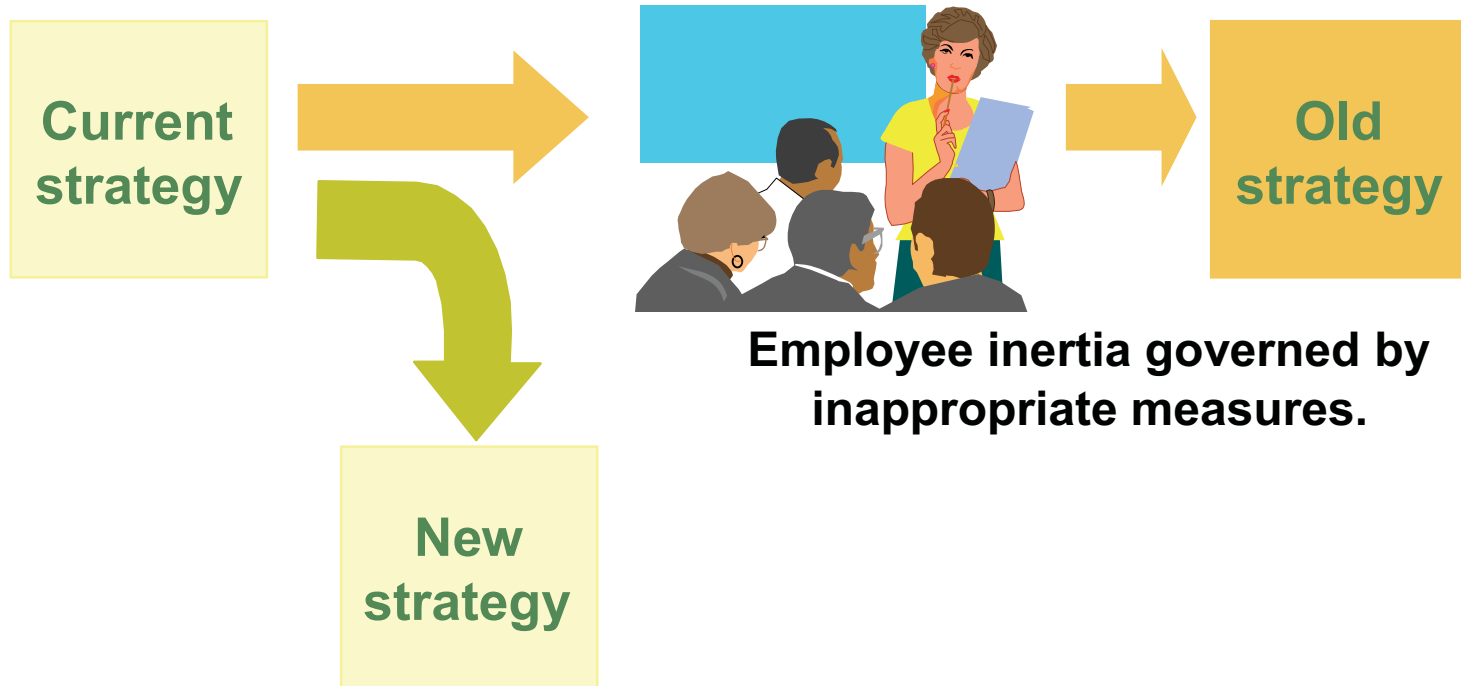 Current
strategy
Old
strategy
Employee inertia governed by
inappropriate measures.
New
strategy